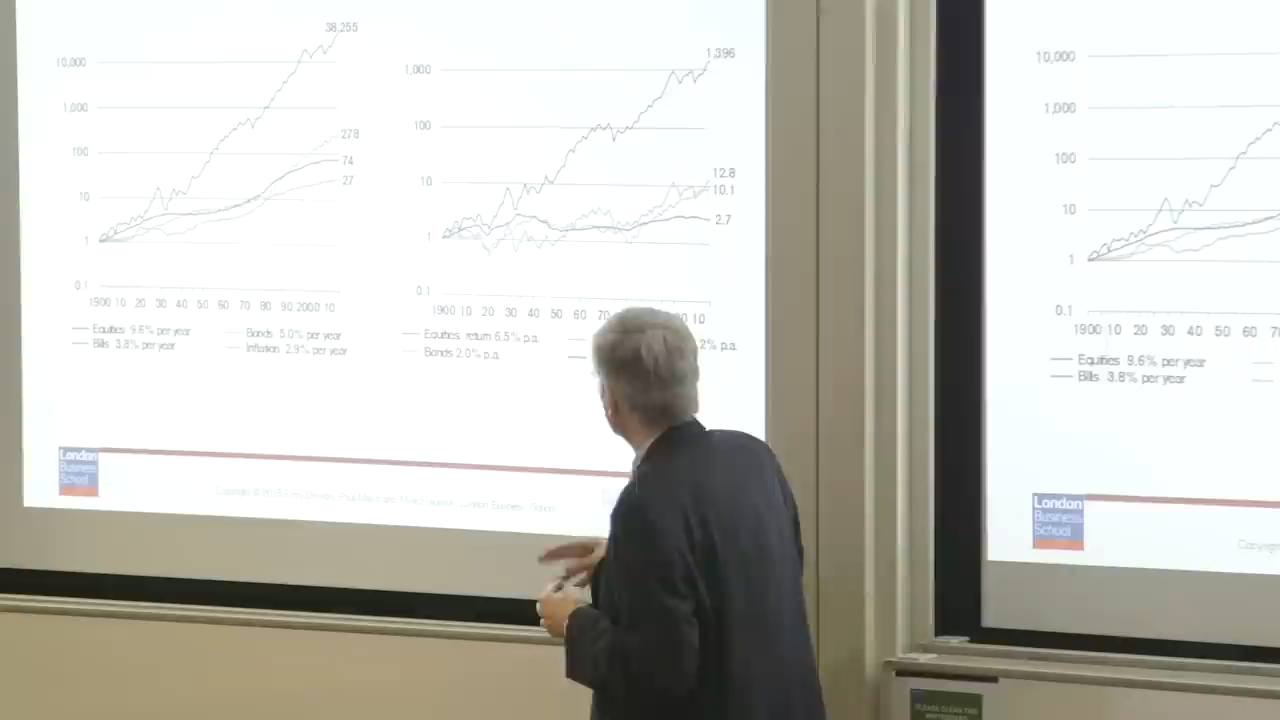 38,255
10,000
1,000
278
100
74
27
10
1
0.1
1900 10 20 30 40 50 60 70 80 90 2000 10
Equities 9.6% per year
Bonds 5.0% per year
Bills 3.8% per year
Inflation 2.9% per year
1,396
1,000
100
12.8
10
10.1
2.7
1
0.1
1900 10 20 30 40 50 60 10
Equities return 6.5% p.a.
2% p.a.
Bonds 2.0% p.a.
London
Business
School
10,000
1,000
100
10
1
0.1
1900 10 20 30 40 50 60
Equities 9.6% per year
Bills 3.8% per year
London
Business
School
PLEASE CLEAN THE